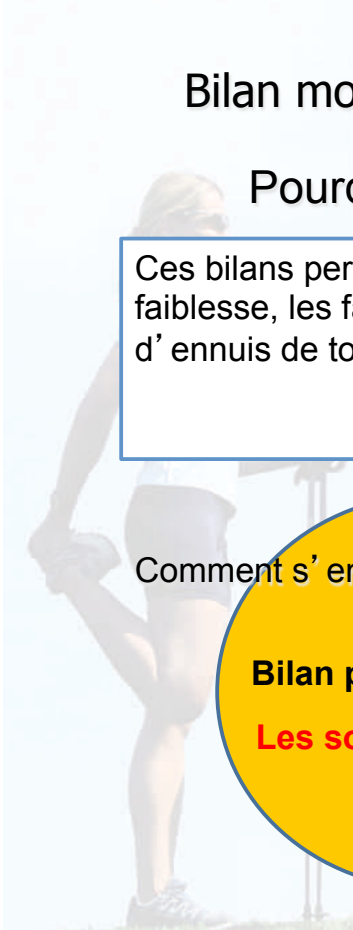 Bilan mo
Pourc
Ces bilans per
faiblesse, les fa
d’ennuis de to
Comment s’en
Bilan p
Les so